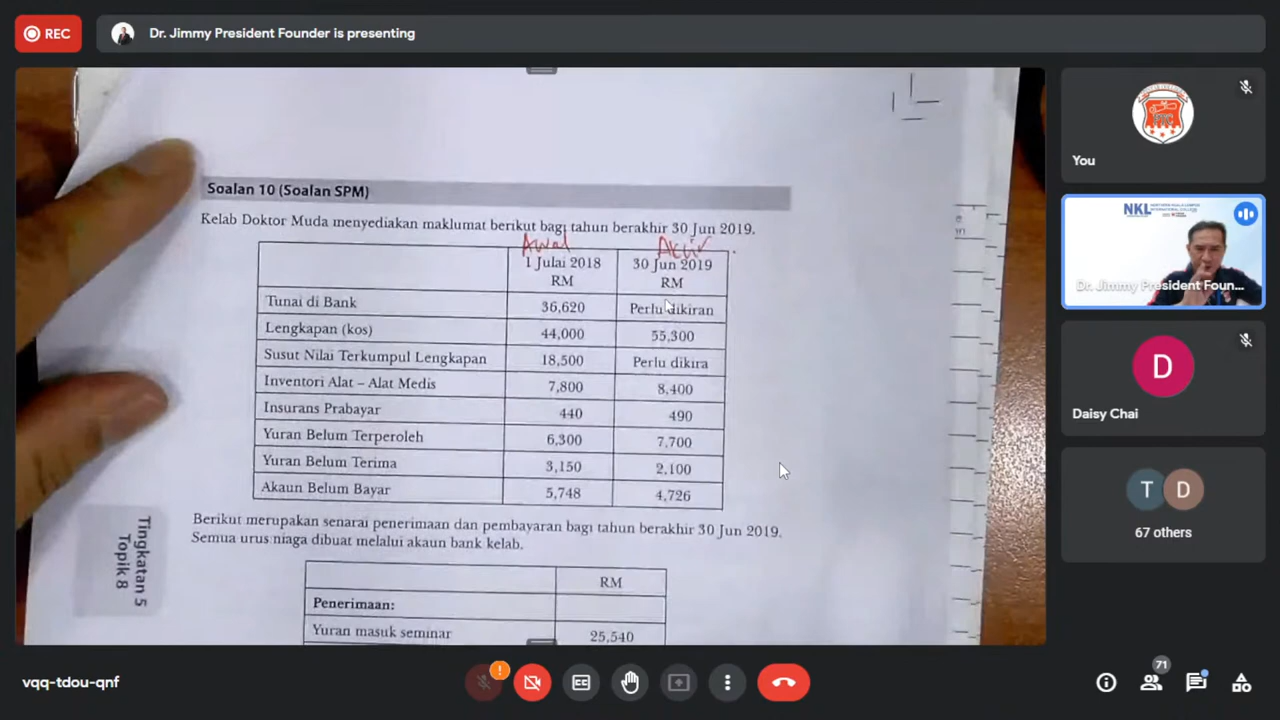 REC
Dr. Jimmy President Founder is presenting
Soalan 10 (Soalan SPM)
Kelab Doktor Muda menyediakan maklumat berikut bagi tahun berakhir 30 Jun 2019.
Awal Akhir
1 Julai 2018 30 Jun 2019
RM RM
Tunai di Bank 36,620 Perlu dikiran
Lengkapan (kos) 44,000 55,300
Susut Nilai Terkumpul Lengkapan 18,500 Perlu dikira
Inventori Alat – Alat Medis 7,800 8,400
Insurans Prabayar 440 490
Yuran Belum Terperoleh 6,300 7,700
Yuran Belum Terima 3,150 2,100
Akaun Belum Bayar 5,748 4,726
Berikut merupakan senarai penerimaan dan pembayaran bagi tahun berakhir 30 Jun 2019.
Semua urus niaga dibuat melalui akaun bank kelab.
RM
Penerimaan:
Yuran masuk seminar 25,540
Tingkatan 5
Topik 8
You
NKL
Dr. Jimmy President Foun...
D
Daisy Chai
T D
67 others
vqq-tdou-qnf
!
CC
71